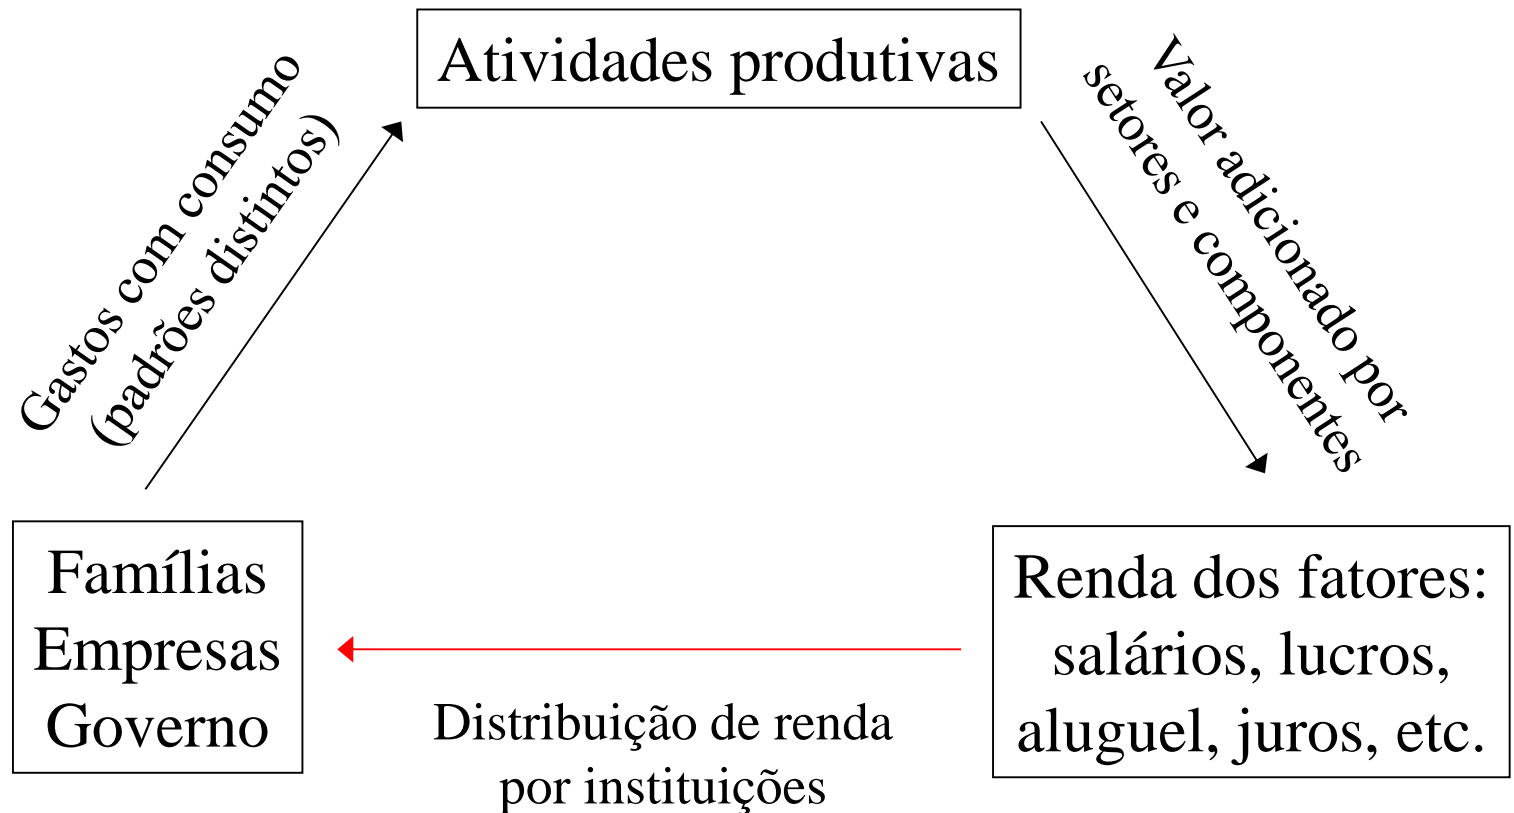 Atividades produtivas
Gastos com consumo
(padrões distintos)
Valor adicionado por
setores e componentes
Famílias
Empresas
Governo
Renda dos fatores:
salários, lucros,
aluguel, juros, etc.
Distribuição de renda
por instituições